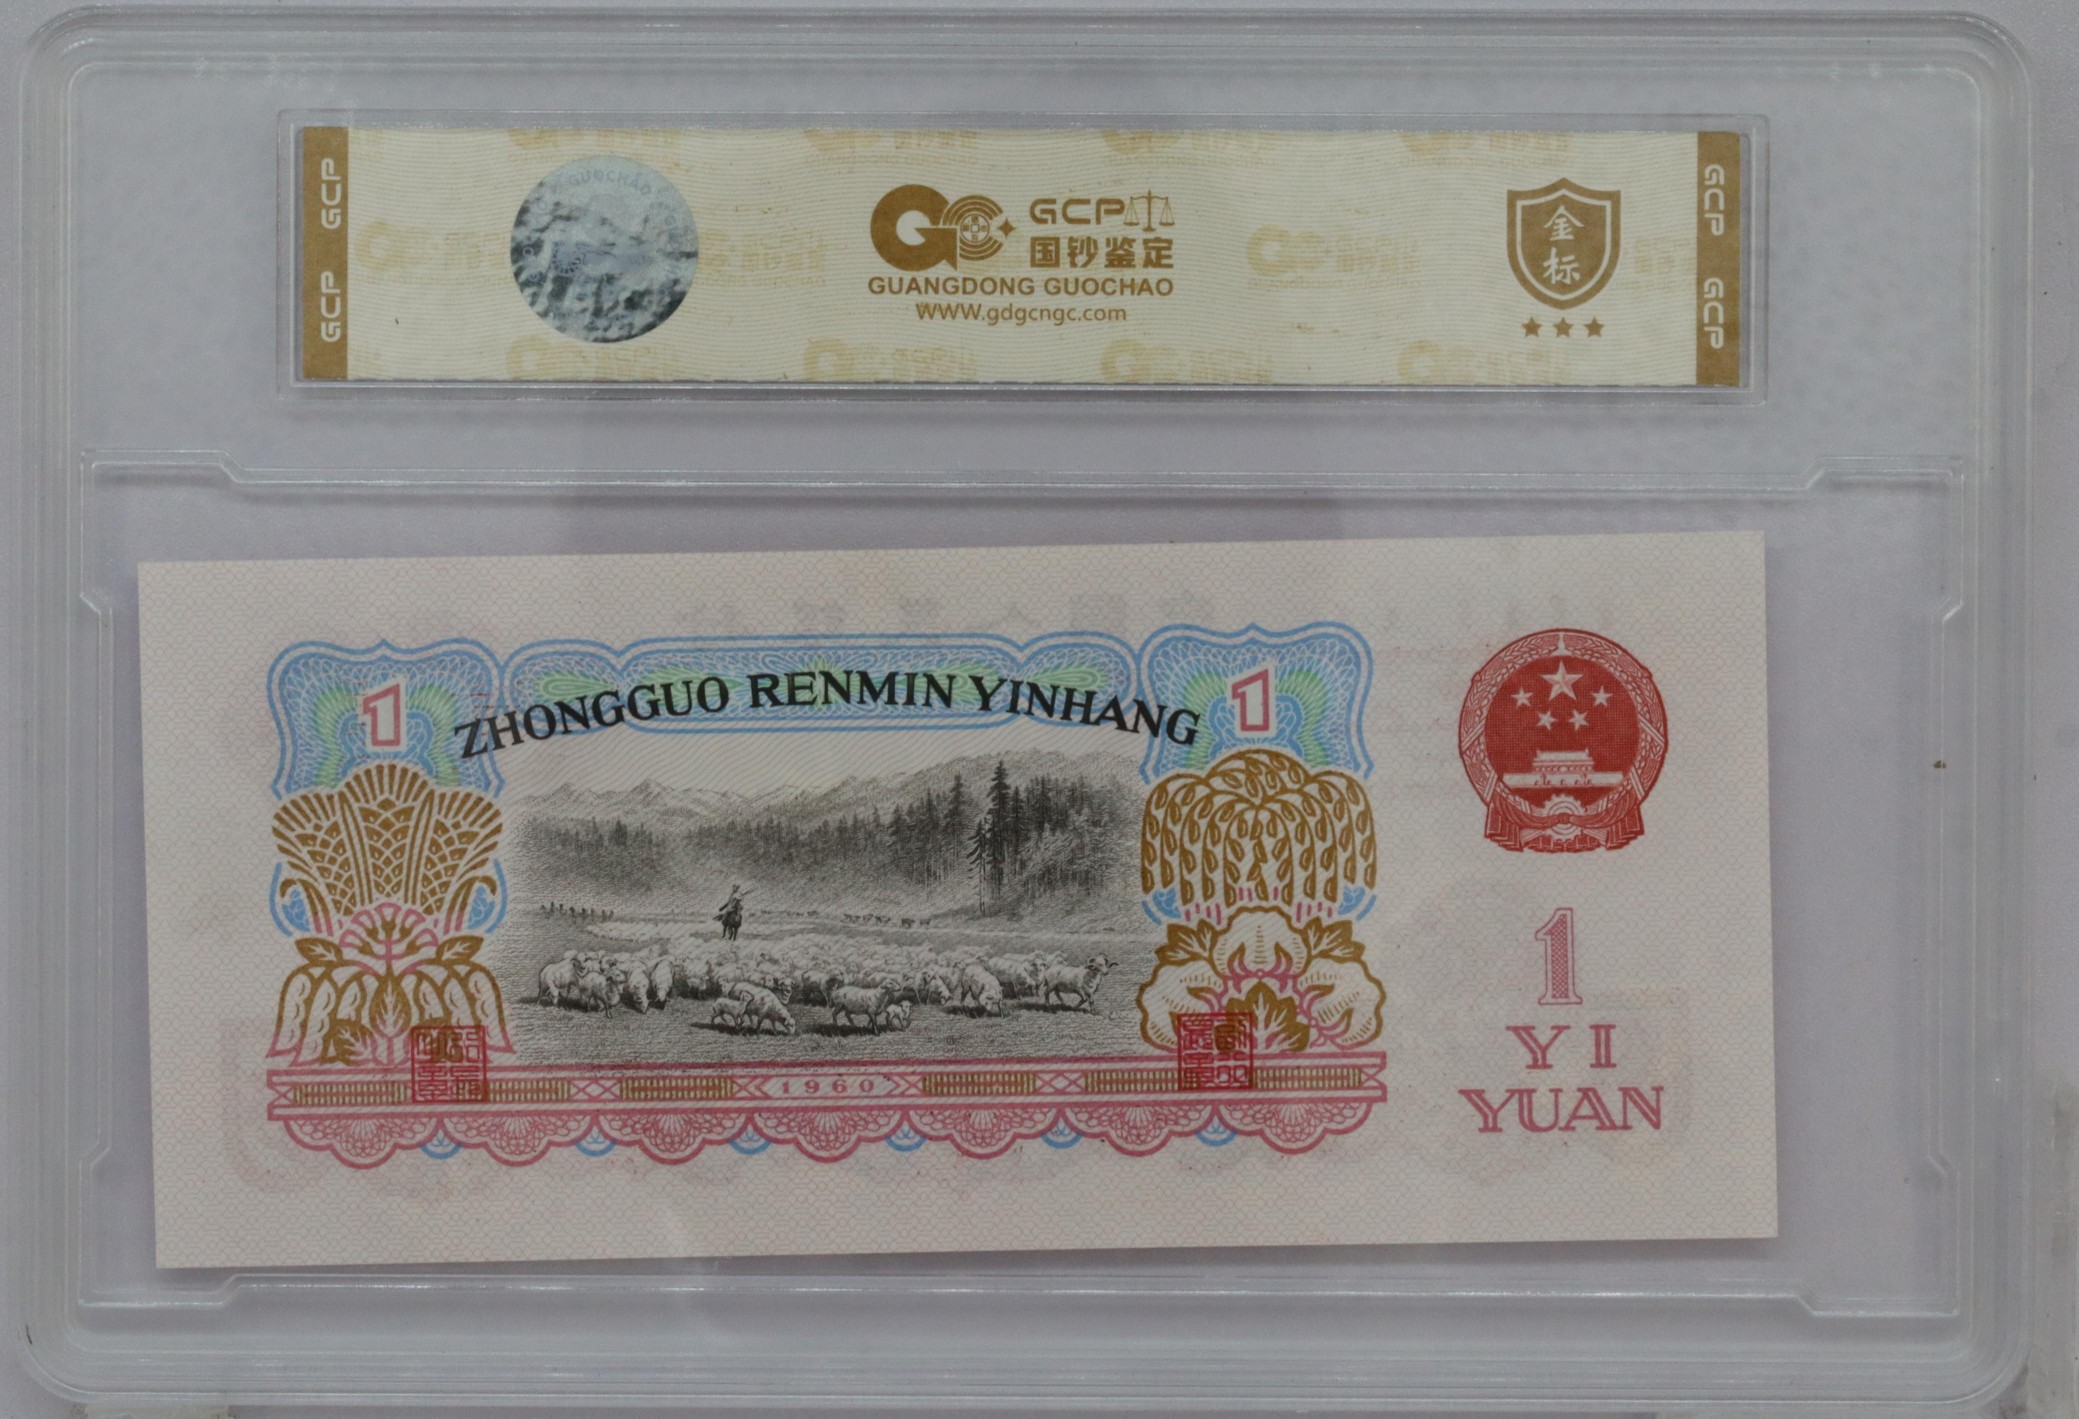 GCP
GCP
GUOCHAO
GCP
国钞鉴定
GUANGDONG GUOCHAO
www.gdgcngc.com
金标
GCP
GCP
1
ZHONGGUO RENMIN YINHANG
1
1960
1
YI
YUAN